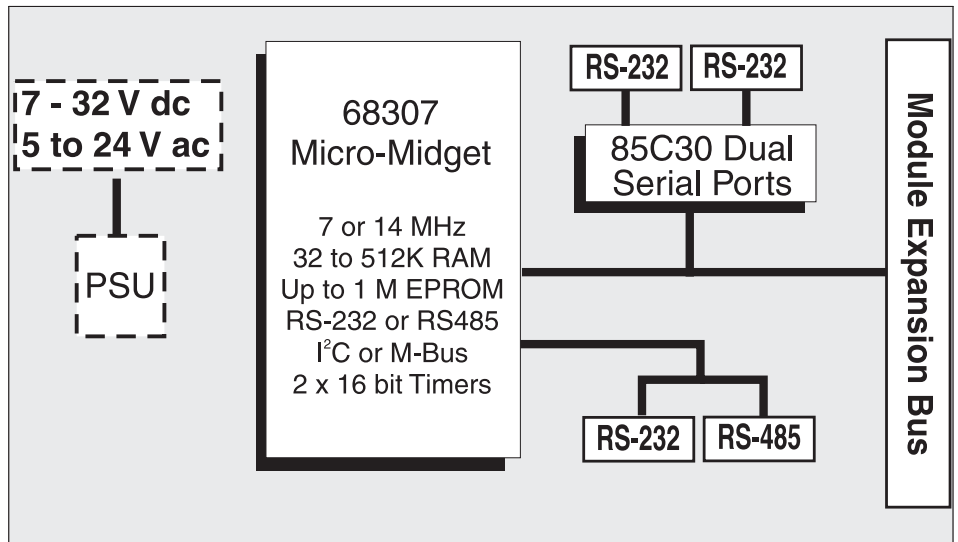 7 - 32 V dc
5 to 24 V ac
PSU
68307
Micro-Midget
7 or 14 MHz
32 to 512K RAM
Up to 1 M EPROM
RS-232 or RS485
I²C or M-Bus
2 x 16 bit Timers
RS-232
RS-232
85C30 Dual
Serial Ports
RS-232
RS-485
Module Expansion Bus